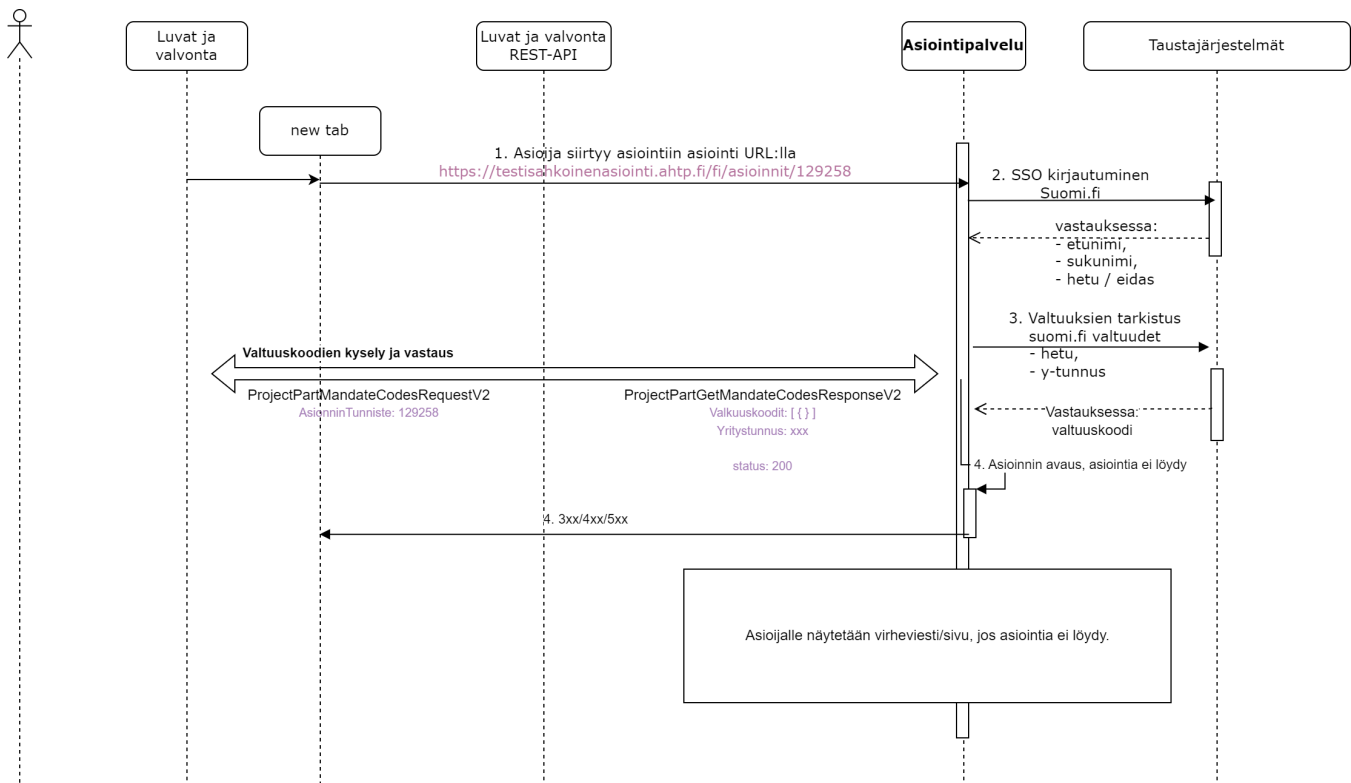 Luvat ja
valvonta
Luvat ja valvonta
REST-API
Asiointipalvelu
Taustajärjestelmät
new tab
1. Asioija siirtyy asiointiin asiointi URL:lla
https://testisahkoinenasiointi.ahtp.fi/fi/asioinnit/129258
2. SSO kirjautuminen
Suomi.fi
vastauksessa:
- etunimi,
- sukunimi,
- hetu / eidas
3. Valtuuksien tarkistus
suomi.fi valtuudet
- hetu,
- y-tunnus
Valtuuskoodien kysely ja vastaus
ProjectPartMandateCodesRequestV2
AsionninTunniste: 129258
ProjectPartGetMandateCodesResponseV2
Valkuuskoodit: [ { } ]
Yritystunnus: xxx
status: 200
Vastauksessa:
valtuuskoodi
4. Asioinnin avaus, asiointia ei löydy
4. 3xx/4xx/5xx
Asioijalle näytetään virheviesti/sivu, jos asiointia ei löydy.